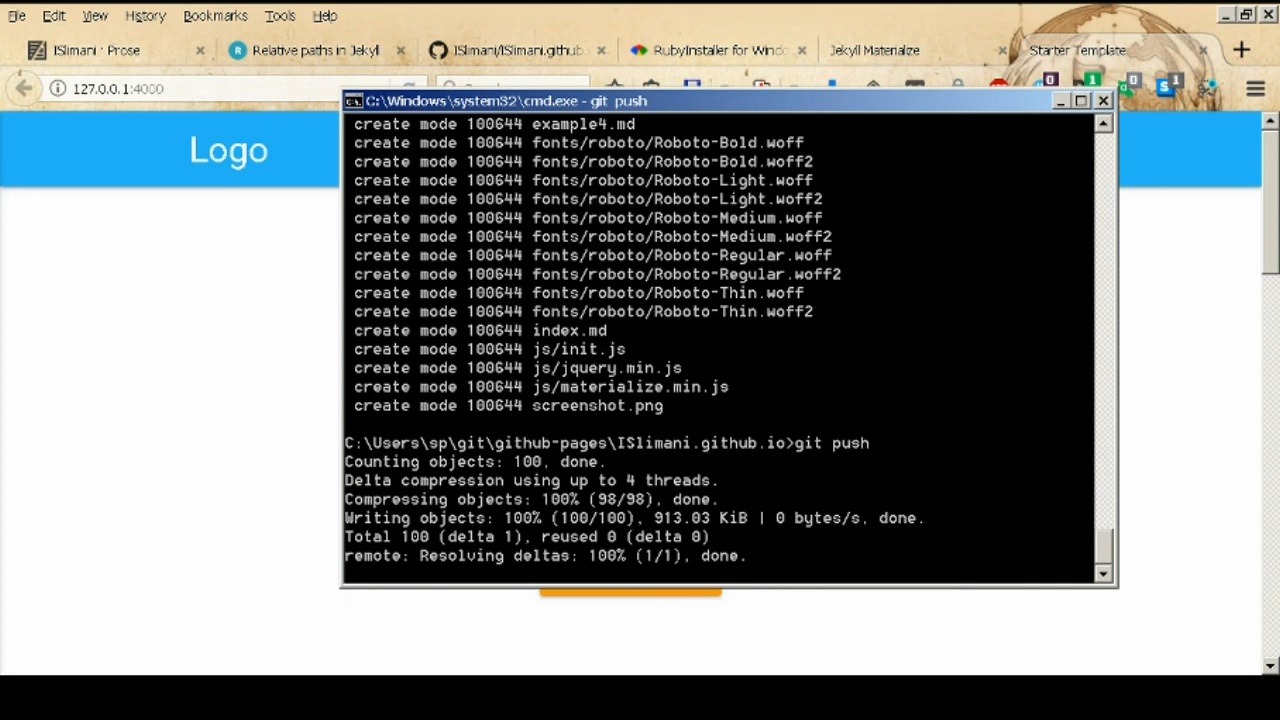 File Edit View History Bookmarks Tools Help
ISlimani · Prose
Relative paths in Jekyl
ISlimani/ISlimani.github.
RubyInstaller for Windo
Jekyll Materialize
Starter Template
127.0.0.1:4000
0 1 0 1
C:\Windows\system32\cmd.exe - git push
Logo
create mode 100644 example4.md
create mode 100644 fonts/roboto/Roboto-Bold.woff
create mode 100644 fonts/roboto/Roboto-Bold.woff2
create mode 100644 fonts/roboto/Roboto-Light.woff
create mode 100644 fonts/roboto/Roboto-Light.woff2
create mode 100644 fonts/roboto/Roboto-Medium.woff
create mode 100644 fonts/roboto/Roboto-Medium.woff2
create mode 100644 fonts/roboto/Roboto-Regular.woff
create mode 100644 fonts/roboto/Roboto-Regular.woff2
create mode 100644 fonts/roboto/Roboto-Thin.woff
create mode 100644 fonts/roboto/Roboto-Thin.woff2
create mode 100644 index.md
create mode 100644 js/init.js
create mode 100644 js/jquery.min.js
create mode 100644 js/materialize.min.js
create mode 100644 screenshot.png
C:\Users\sp\git\github-pages\ISlimani.github.io>git push
Counting objects: 100, done.
Delta compression using up to 4 threads.
Compressing objects: 100% (98/98), done.
Writing objects: 100% (100/100), 913.03 KiB | 0 bytes/s, done.
Total 100 (delta 1), reused 0 (delta 0)
remote: Resolving deltas: 100% (1/1), done.